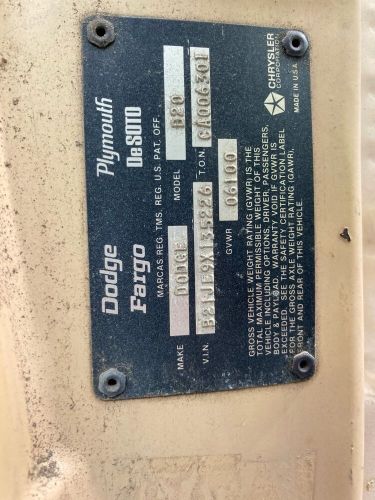 Dodge Plymouth
Fargo DeSOTO
MARCAS REG. TMS. REG. U.S. PAT. OFF.
MAKE DODGE MODEL D20
V.I.N. T.O.N.
GVWR 06100
GROSS VEHICLE WEIGHT RATING (GVWR) IS THE
TOTAL MAXIMUM PERMISSIBLE WEIGHT OF THIS
VEHICLE INCLUDING OPTIONS, DRIVER, PASSENGERS,
BODY & PAYLOAD. WARRANTY VOID IF GVWR IS
EXCEEDED. SEE THE SAFETY CERTIFICATION LABEL
FOR THE GROSS AXLE WEIGHT RATING (GAWR),
FRONT AND REAR OF THIS VEHICLE.
CHRYSLER
CORPORATION
MADE IN U.S.A.